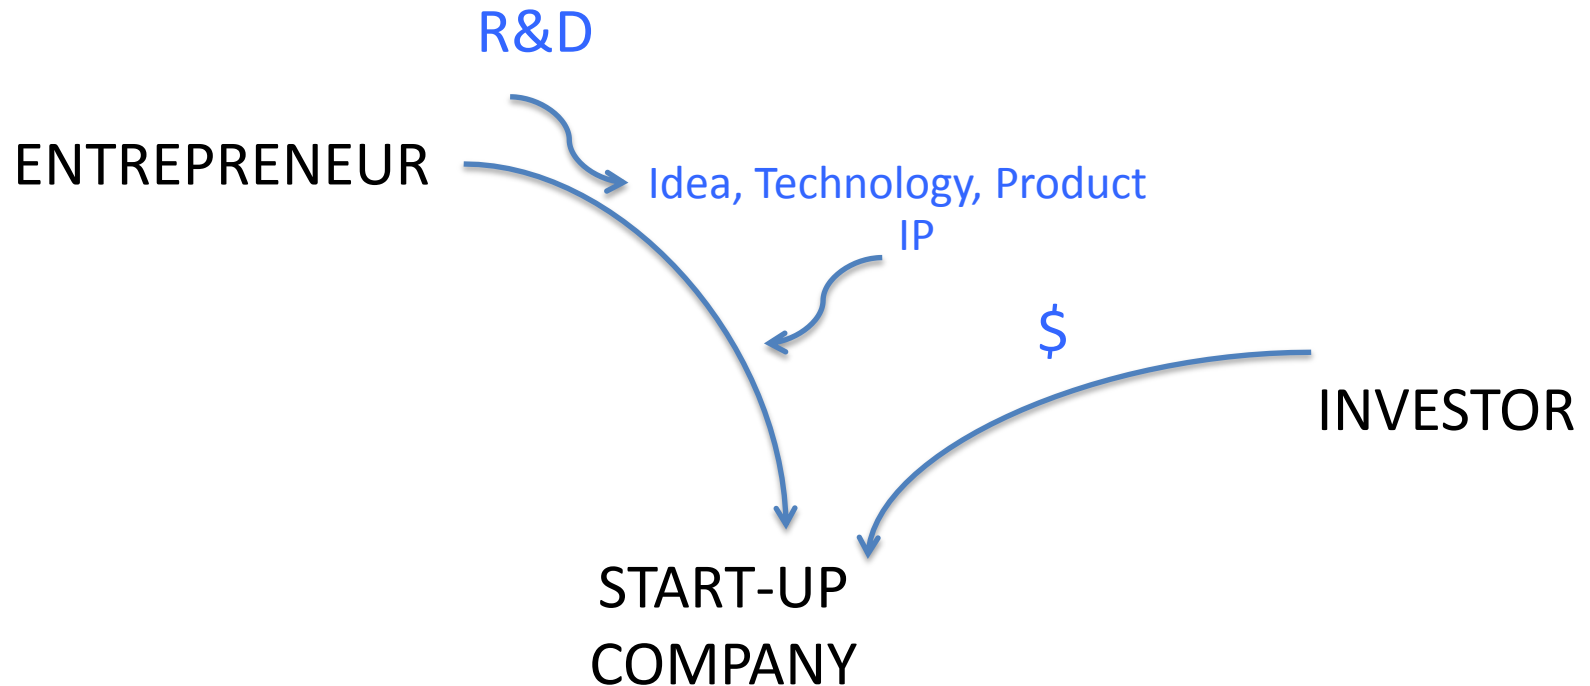 R&D
ENTREPRENEUR
Idea, Technology, Product
IP
$
INVESTOR
START-UP
COMPANY